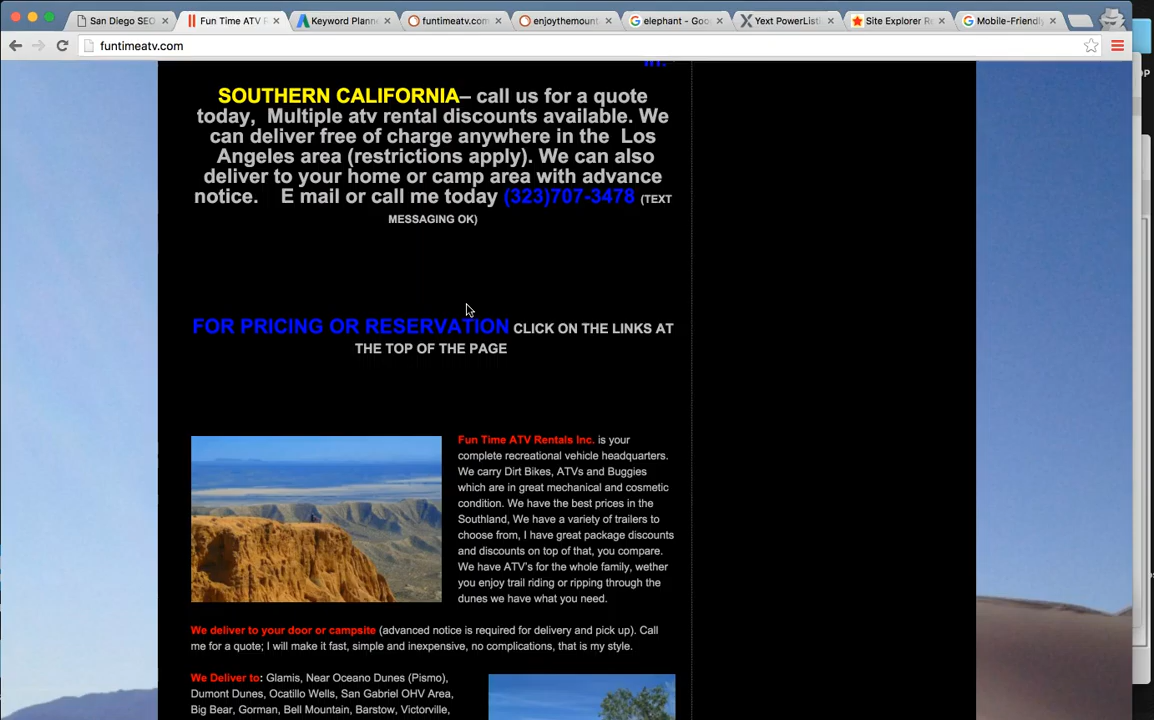 San Diego SEO
Fun Time ATV R
Keyword Planne
funtimeatv.com
enjoythemount
elephant - Goo
Yext PowerListi
Site Explorer R
Mobile-Friendly
funtimeatv.com
SOUTHERN CALIFORNIA– call us for a quote
today, Multiple atv rental discounts available. We
can deliver free of charge anywhere in the Los
Angeles area (restrictions apply). We can also
deliver to your home or camp area with advance
notice. E mail or call me today (323)707-3478 (TEXT
MESSAGING OK)
FOR PRICING OR RESERVATION CLICK ON THE LINKS AT
THE TOP OF THE PAGE
Fun Time ATV Rentals Inc. is your
complete recreational vehicle headquarters.
We carry Dirt Bikes, ATVs and Buggies
which are in great mechanical and cosmetic
condition. We have the best prices in the
Southland, We have a variety of trailers to
choose from, I have great package discounts
and discounts on top of that, you compare.
We have ATV's for the whole family, wether
you enjoy trail riding or ripping through the
dunes we have what you need.
We deliver to your door or campsite (advanced notice is required for delivery and pick up). Call
me for a quote; I will make it fast, simple and inexpensive, no complications, that is my style.
We Deliver to: Glamis, Near Oceano Dunes (Pismo),
Dumont Dunes, Ocatillo Wells, San Gabriel OHV Area,
Big Bear, Gorman, Bell Mountain, Barstow, Victorville,